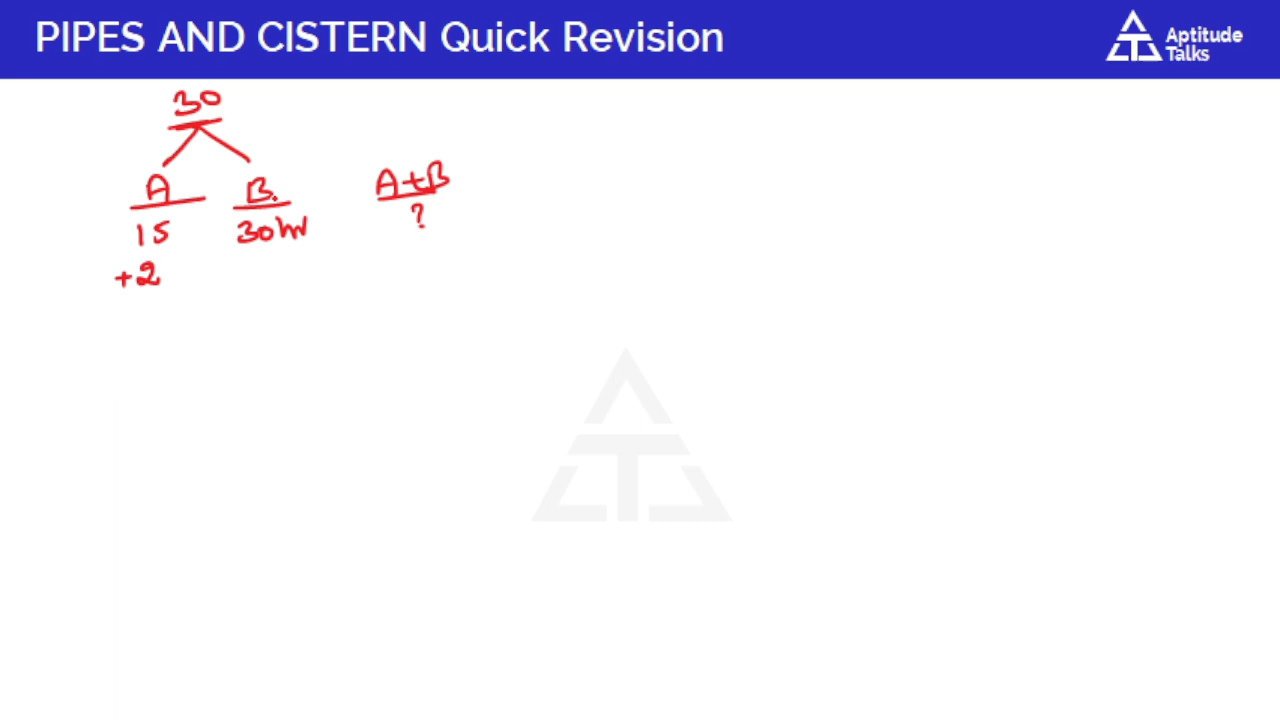 PIPES AND CISTERN Quick Revision
Aptitude
Talks
30
A B. A+B
15 30hr ?
+2